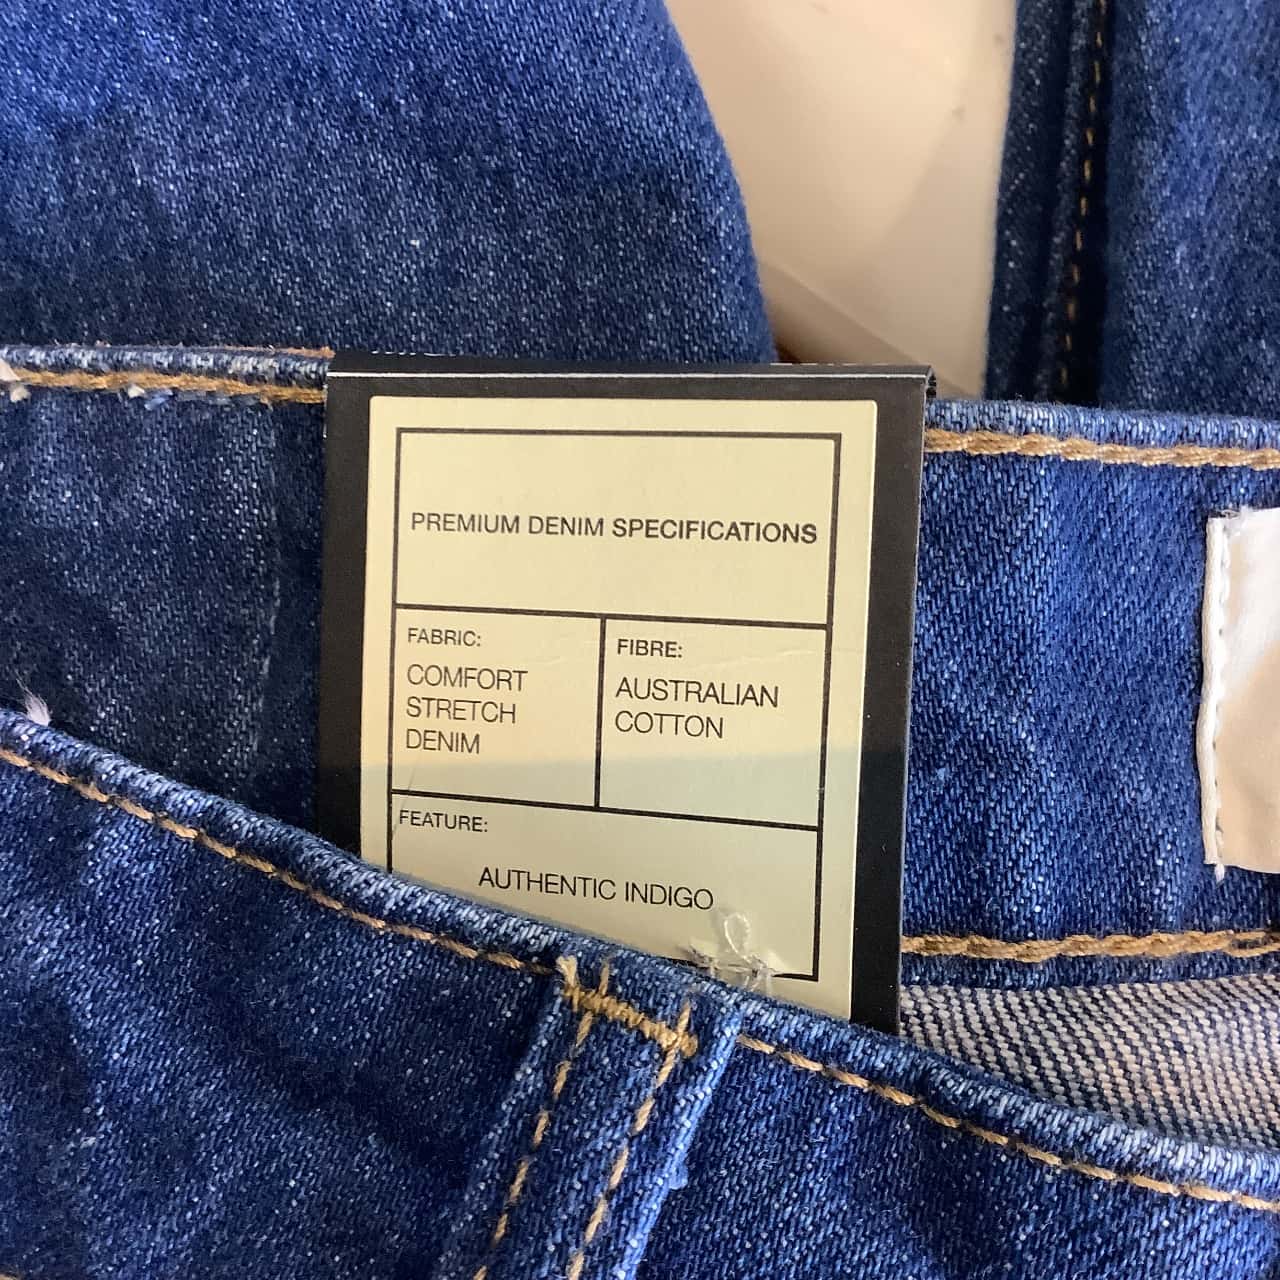 PREMIUM DENIM SPECIFICATIONS
FABRIC:
COMFORT
STRETCH
DENIM
FIBRE:
AUSTRALIAN
COTTON
FEATURE:
AUTHENTIC INDIGO